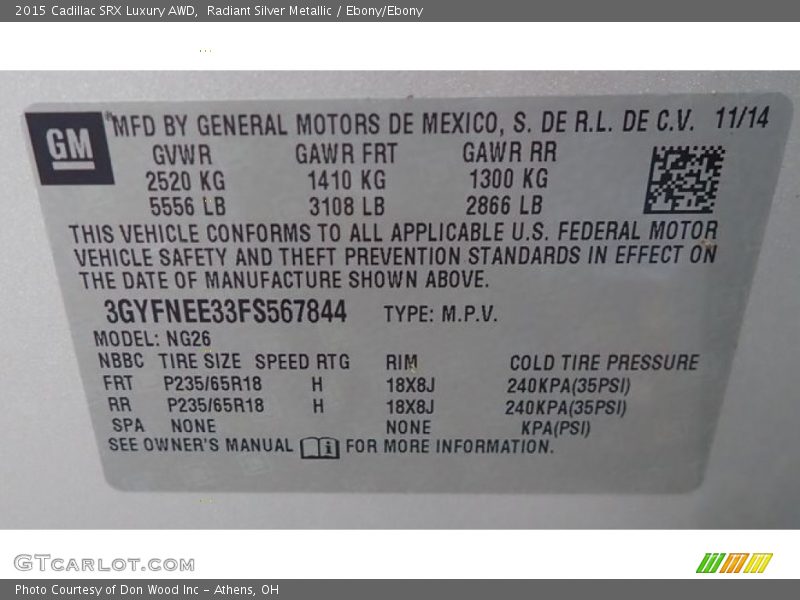 2015 Cadillac SRX Luxury AWD, Radiant Silver Metallic / Ebony/Ebony
GM
MFD BY GENERAL MOTORS DE MEXICO, S. DE R.L. DE C.V. 11/14
GVWR GAWR FRT GAWR RR
2520 KG 1410 KG 1300 KG
5556 LB 3108 LB 2866 LB
THIS VEHICLE CONFORMS TO ALL APPLICABLE U.S. FEDERAL MOTOR
VEHICLE SAFETY AND THEFT PREVENTION STANDARDS IN EFFECT ON
THE DATE OF MANUFACTURE SHOWN ABOVE.
3GYFNEE33FS567844 TYPE: M.P.V.
MODEL: NG26
NBBC TIRE SIZE SPEED RTG RIM COLD TIRE PRESSURE
FRT P235/65R18 H 18X8J 240KPA(35PSI)
RR P235/65R18 H 18X8J 240KPA(35PSI)
SPA NONE NONE KPA(PSI)
SEE OWNER'S MANUAL i FOR MORE INFORMATION.
GTCarLot.com
Photo Courtesy of Don Wood Inc - Athens, OH